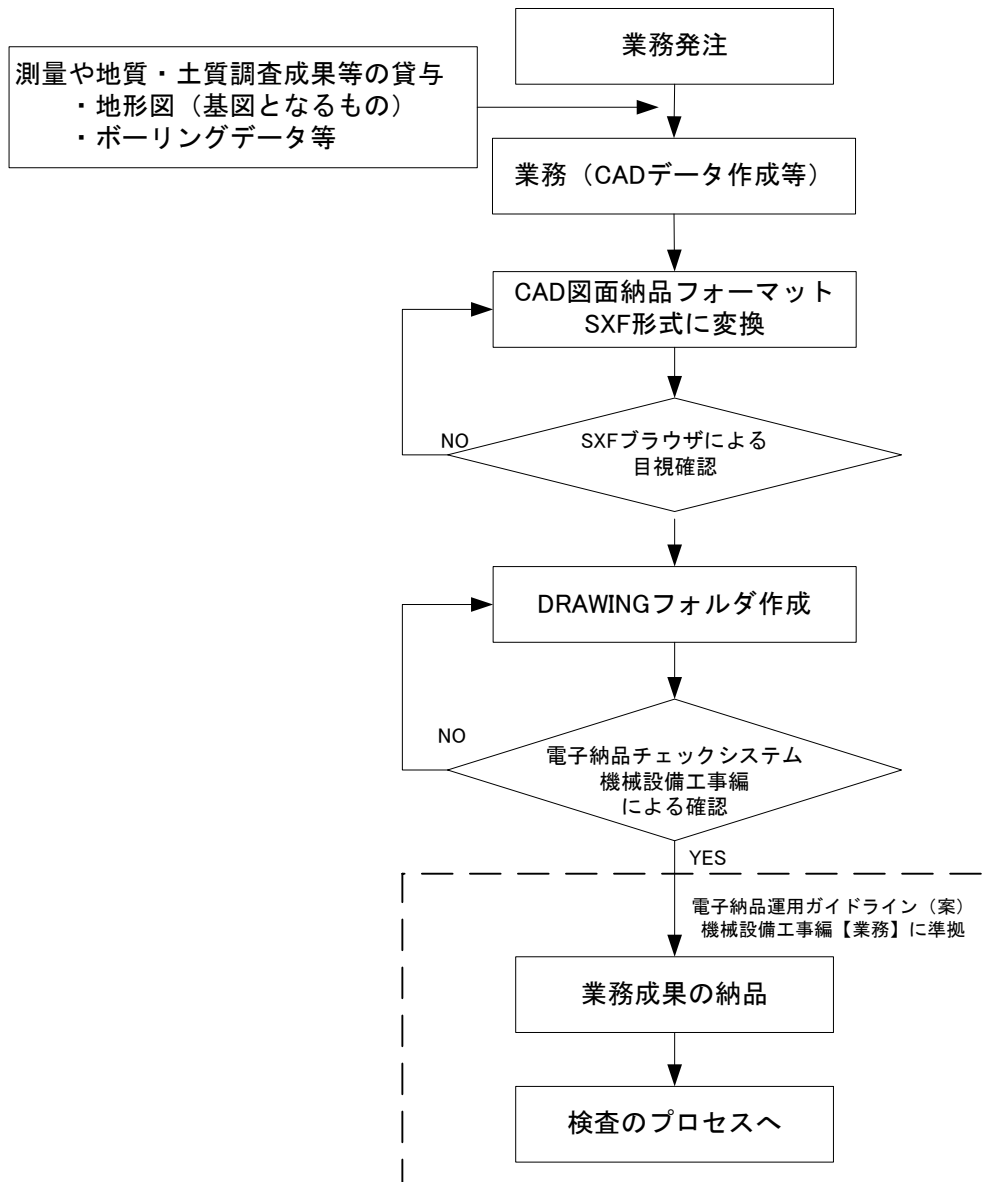 業務発注
測量や地質・土質調査成果等の貸与
・地形図（基図となるもの）
・ボーリングデータ等
業務（CADデータ作成等）
CAD図面納品フォーマット
SXF形式に変換
NO
SXFブラウザによる
目視確認
DRAWINGフォルダ作成
NO
電子納品チェックシステム
機械設備工事編
による確認
YES
電子納品運用ガイドライン（案）
機械設備工事編【業務】に準拠
業務成果の納品
検査のプロセスへ